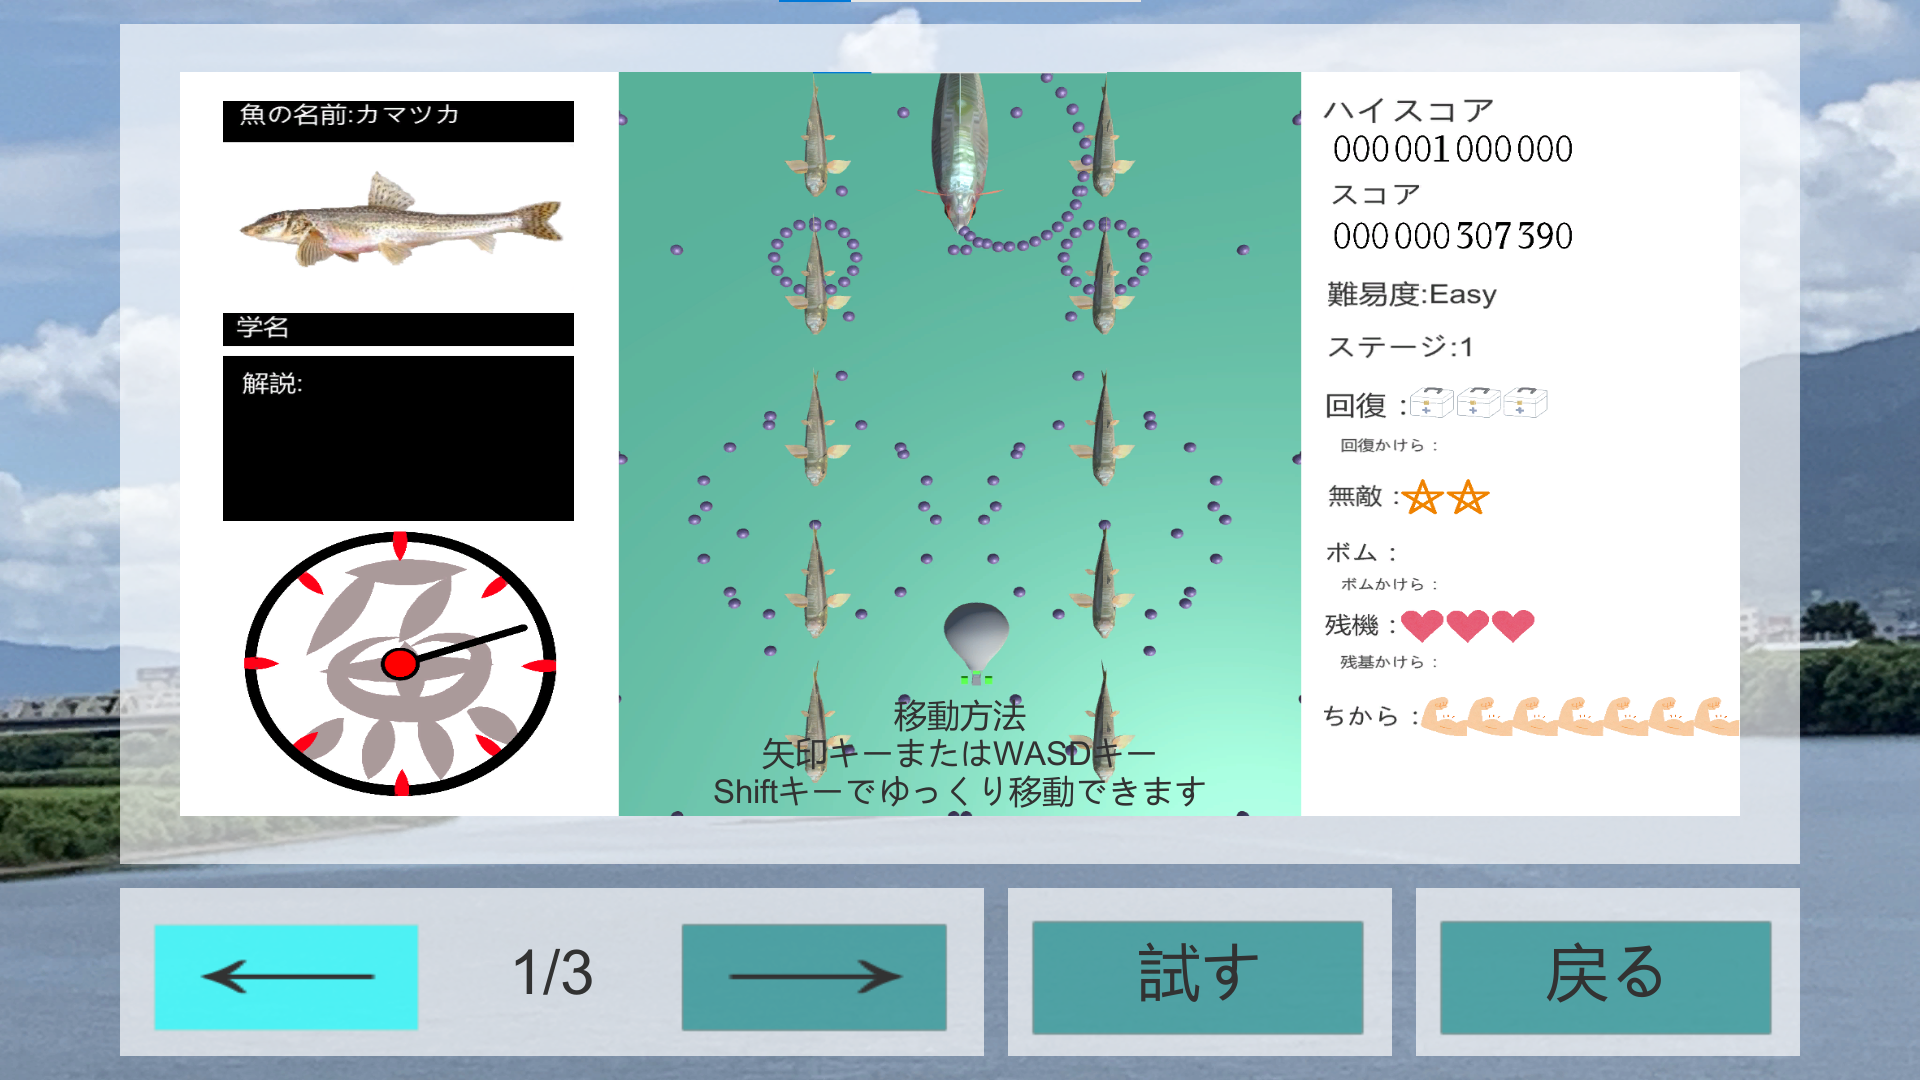 魚の名前:カマツカ
学名
解説:
移動方法
矢印キーまたはWASDキー
Shiftキーでゆっくり移動できます
ハイスコア
000001000000
スコア
000000307390
難易度:Easy
ステージ:1
回復 :
回復かけら :
無敵 :
ボム :
ボムかけら :
残機 :
残基かけら :
ちから :
1/3
試す
戻る